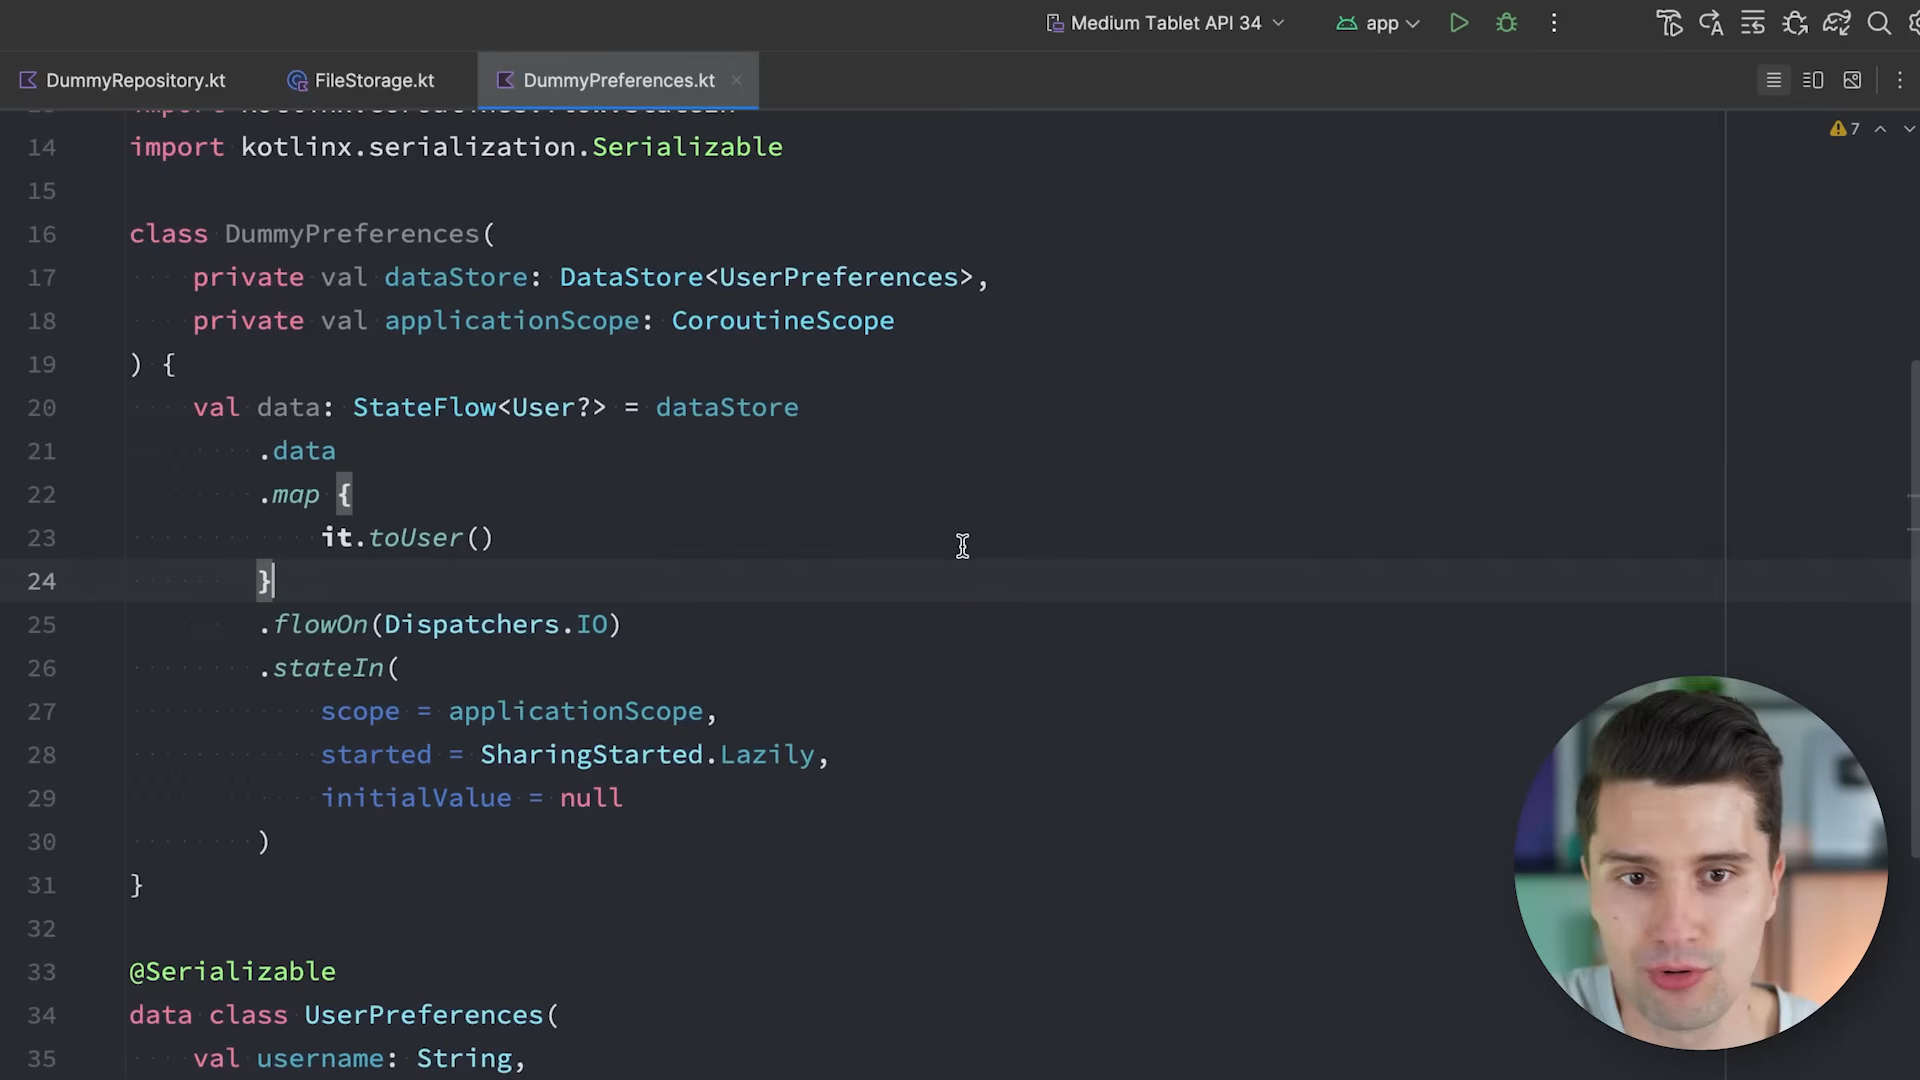 Medium Tablet API 34
app
DummyRepository.kt
FileStorage.kt
DummyPreferences.kt
7
14 import kotlinx.serialization.Serializable
15
16 class DummyPreferences(
17 private val dataStore: DataStore<UserPreferences>,
18 private val applicationScope: CoroutineScope
19 ) {
20 val data: StateFlow<User?> = dataStore
21 .data
22 .map {
23 it.toUser()
24 }
25 .flowOn(Dispatchers.IO)
26 .stateIn(
27 scope = applicationScope,
28 started = SharingStarted.Lazily,
29 initialValue = null
30 )
31 }
32
33 @Serializable
34 data class UserPreferences(
35 val username: String,